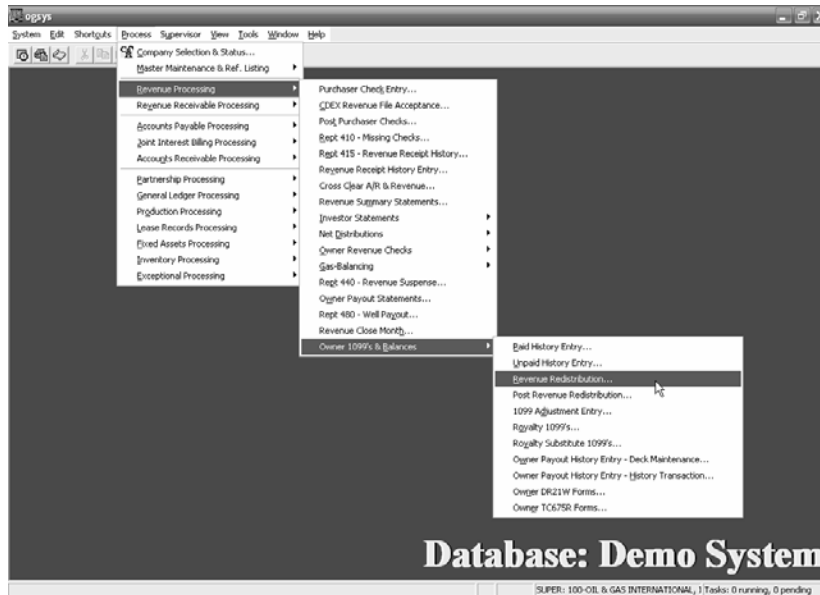 ogsys
System Edit Shortcuts Process Supervisor View Tools Window Help
Company Selection & Status...
Master Maintenance & Ref. Listing
Revenue Processing
Revenue Receivable Processing
Accounts Payable Processing
Joint Interest Billing Processing
Accounts Receivable Processing
Partnership Processing
General Ledger Processing
Production Processing
Lease Records Processing
Fixed Assets Processing
Inventory Processing
Exceptional Processing
Purchaser Check Entry...
CDEX Revenue File Acceptance...
Post Purchaser Checks...
Rept 410 - Missing Checks...
Rept 415 - Revenue Receipt History...
Revenue Receipt History Entry...
Cross Clear A/R & Revenue...
Revenue Summary Statements...
Investor Statements
Net Distributions
Owner Revenue Checks
Gas-Balancing
Rept 440 - Revenue Suspense...
Owner Payout Statements...
Rept 480 - Well Payout...
Revenue Close Month...
Owner 1099's & Balances
Paid History Entry...
Unpaid History Entry...
Revenue Redistribution...
Post Revenue Redistribution...
1099 Adjustment Entry...
Royalty 1099's...
Royalty Substitute 1099's...
Owner Payout History Entry - Deck Maintenance...
Owner Payout History Entry - History Transaction...
Owner DR21W Forms...
Owner TC675R Forms...
Database: Demo System
SUPER: 100-OIL & GAS INTERNATIONAL, I Tasks: 0 running, 0 pending